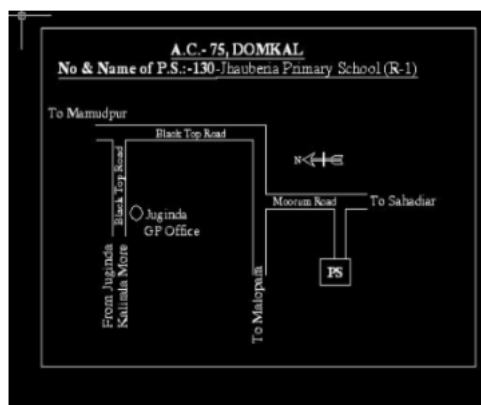 A.C.- 75, DOMKAL
No & Name of P.S.:-130-Jhauberia Primary School (R-1)
To Mamudpur
Black Top Road
N
Black Top Road
Juginda
GP Office
Moorum Road
To Sahadiar
PS
From Juginda
Kalitala More
To Malopara